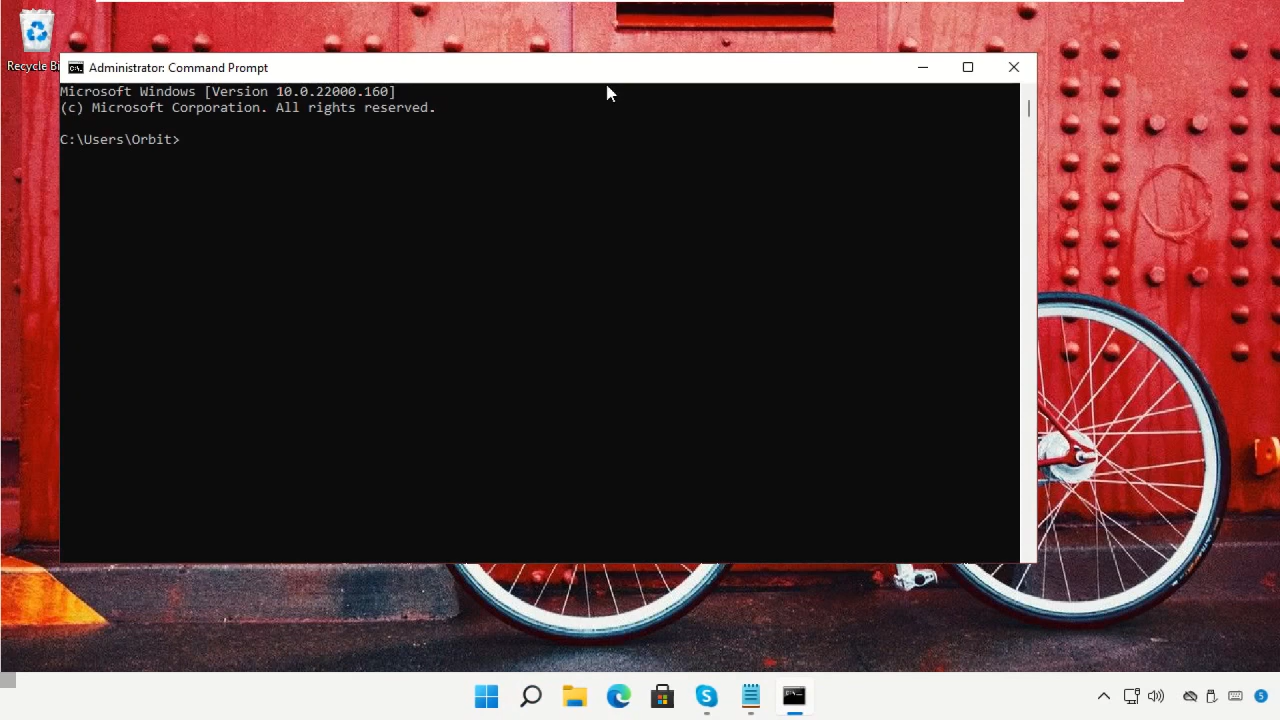 Recycle Bi
Administrator: Command Prompt
Microsoft Windows [Version 10.0.22000.160]
(c) Microsoft Corporation. All rights reserved.
C:\Users\Orbit>
5